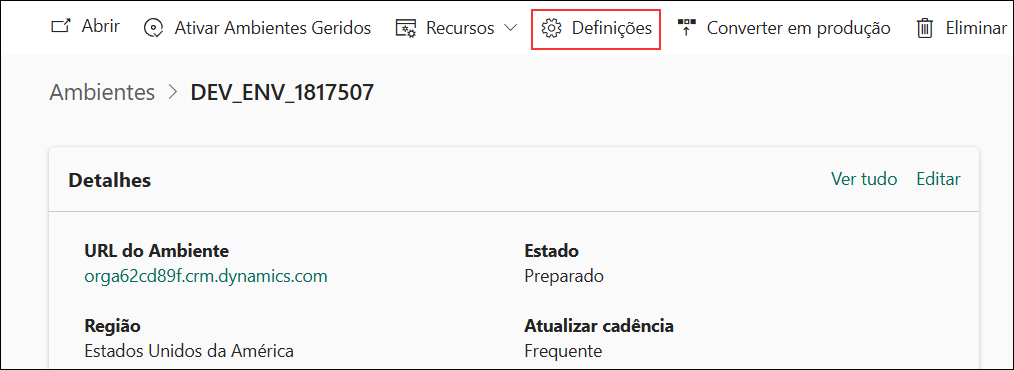 Abrir Ativar Ambientes Geridos Recursos Definições Converter em produção Eliminar
Ambientes > DEV_ENV_1817507
Detalhes Ver tudo Editar
URL do Ambiente Estado
orga62cd89f.crm.dynamics.com Preparado
Região Atualizar cadência
Estados Unidos da América Frequente